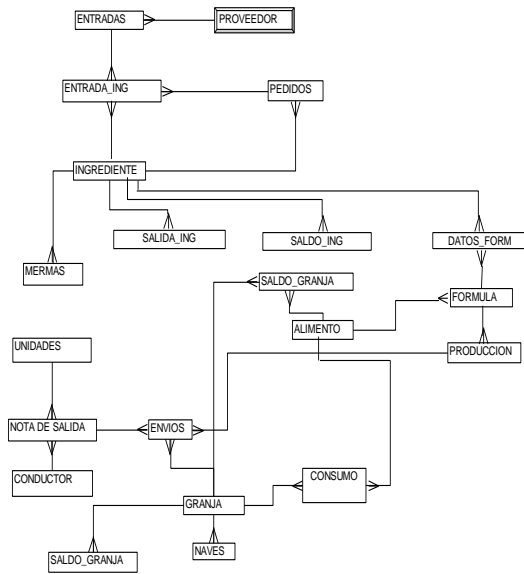 ENTRADAS
PROVEEDOR
ENTRADA_ING
PEDIDOS
INGREDIENTE
SALIDA_ING
SALDO_ING
DATOS_FORM
MERMAS
SALDO_GRANJA
FORMULA
ALIMENTO
UNIDADES
PRODUCCION
NOTA DE SALIDA
ENVIOS
CONDUCTOR
CONSUMO
GRANJA
SALDO_GRANJA
NAVES